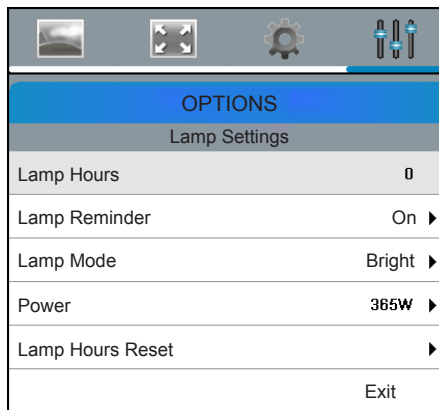 OPTIONS
Lamp Settings
Lamp Hours 0
Lamp Reminder On
Lamp Mode Bright
Power 365W
Lamp Hours Reset
Exit